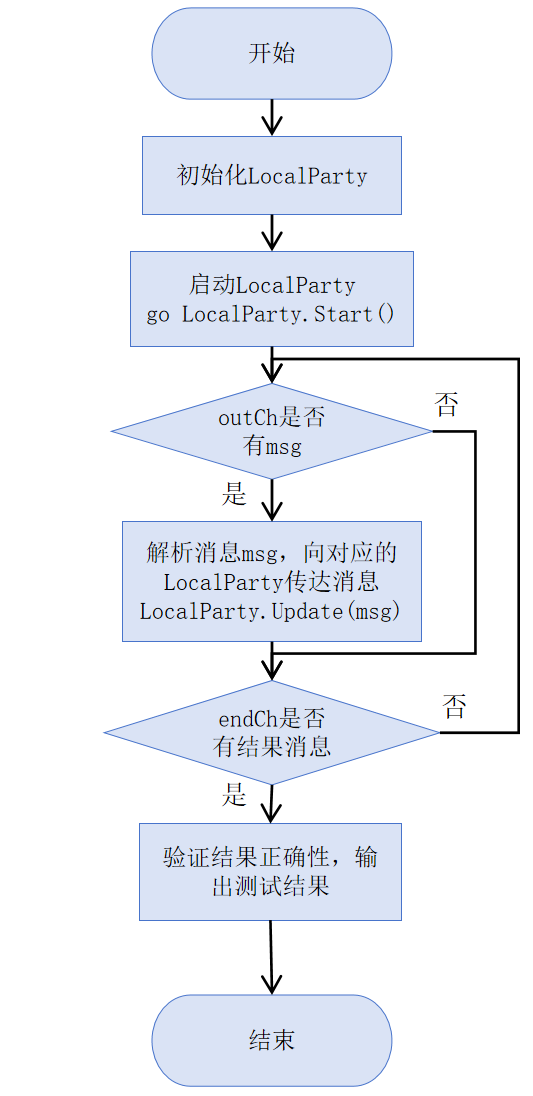 开始
初始化LocalParty
启动LocalParty
go LocalParty.Start()
outCh是否
有msg
否
是
解析消息msg，向对应的
LocalParty传达消息
LocalParty.Update(msg)
endCh是否
有结果消息
否
是
验证结果正确性，输
出测试结果
结束